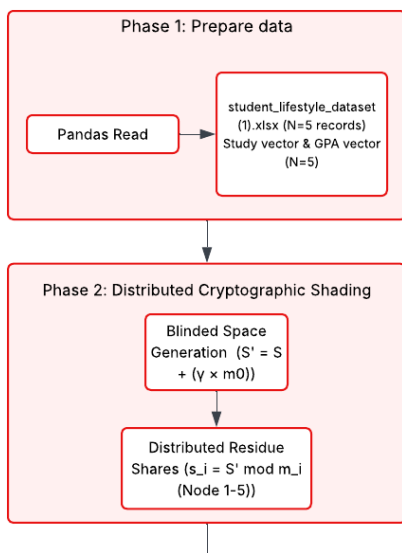 Phase 1: Prepare data
Pandas Read
student_lifestyle_dataset
(1).xlsx (N=5 records)
Study vector & GPA vector
(N=5)
Phase 2: Distributed Cryptographic Shading
Blinded Space
Generation (S' = S
+ (γ × m0))
Distributed Residue
Shares (s_i = S' mod m_i
(Node 1-5))